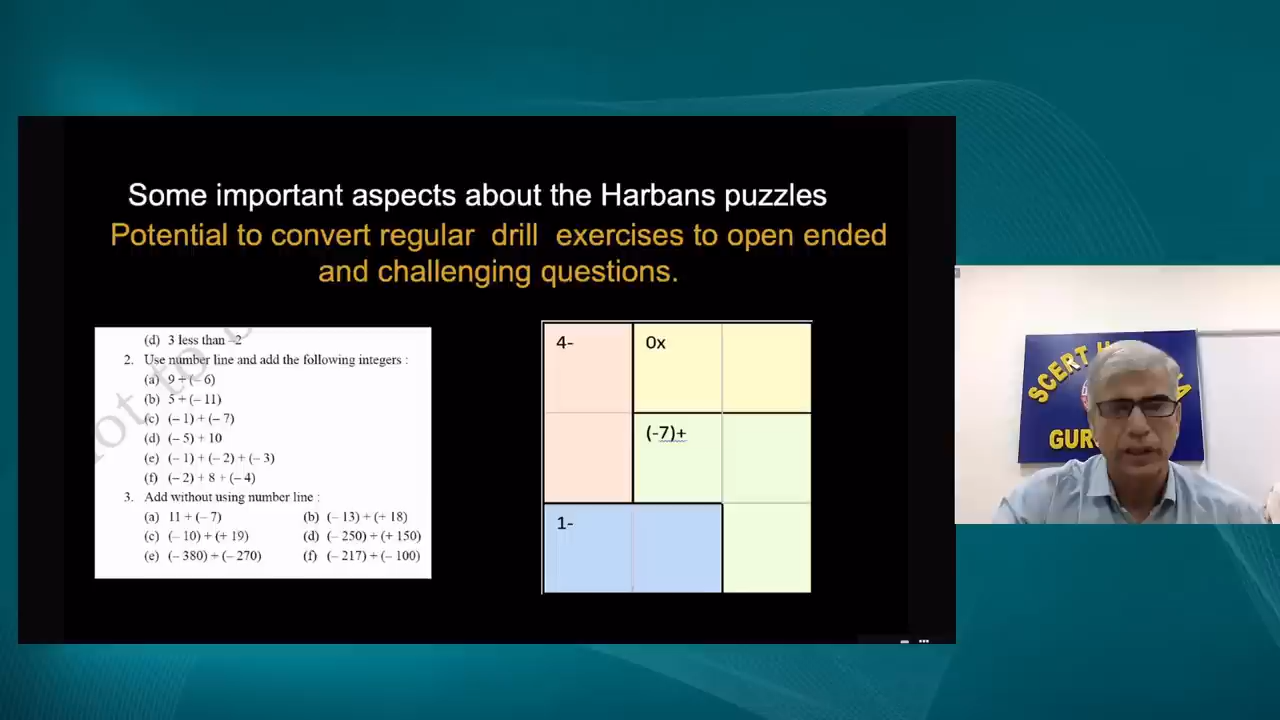 Some important aspects about the Harbans puzzles
Potential to convert regular drill exercises to open ended
and challenging questions.
(d) 3 less than –2
2. Use number line and add the following integers :
(a) 9 + (– 6)
(b) 5 + (– 11)
(c) (– 1) + (– 7)
(d) (– 5) + 10
(e) (– 1) + (– 2) + (– 3)
(f) (– 2) + 8 + (– 4)
3. Add without using number line :
(a) 11 + (– 7) (b) (– 13) + (+ 18)
(c) (– 10) + (+ 19) (d) (– 250) + (+ 150)
(e) (– 380) + (– 270) (f) (– 217) + (– 100)
4- 0x
(-7)+
1-
SCERT H
GUR